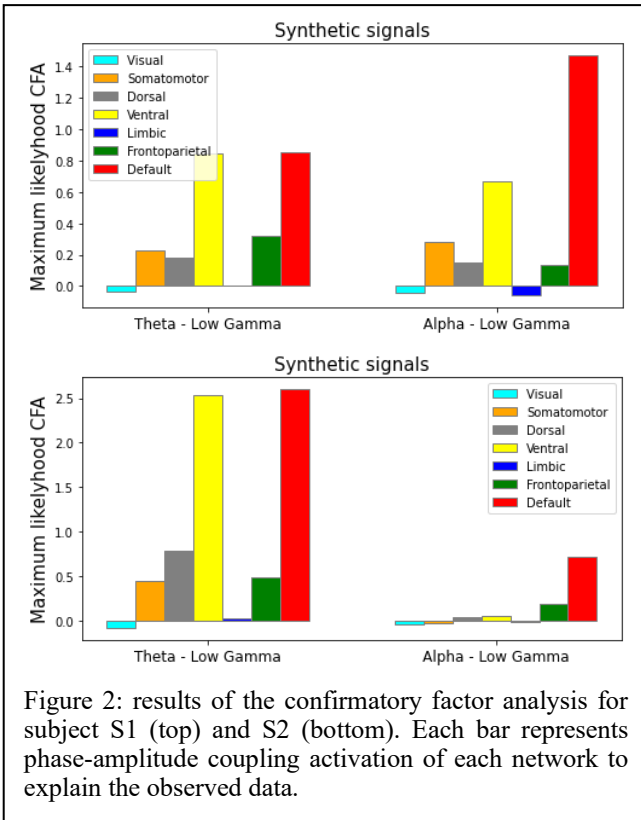 Synthetic signals
Maximum likelyhood CFA
1.4
1.2
1.0
0.8
0.6
0.4
0.2
0.0
Visual
Somatomotor
Dorsal
Ventral
Limbic
Frontoparietal
Default
Theta - Low Gamma Alpha - Low Gamma
Synthetic signals
Maximum likelyhood CFA
2.5
2.0
1.5
1.0
0.5
0.0
Visual
Somatomotor
Dorsal
Ventral
Limbic
Frontoparietal
Default
Theta - Low Gamma Alpha - Low Gamma
Figure 2: results of the confirmatory factor analysis for
subject S1 (top) and S2 (bottom). Each bar represents
phase-amplitude coupling activation of each network to
explain the observed data.